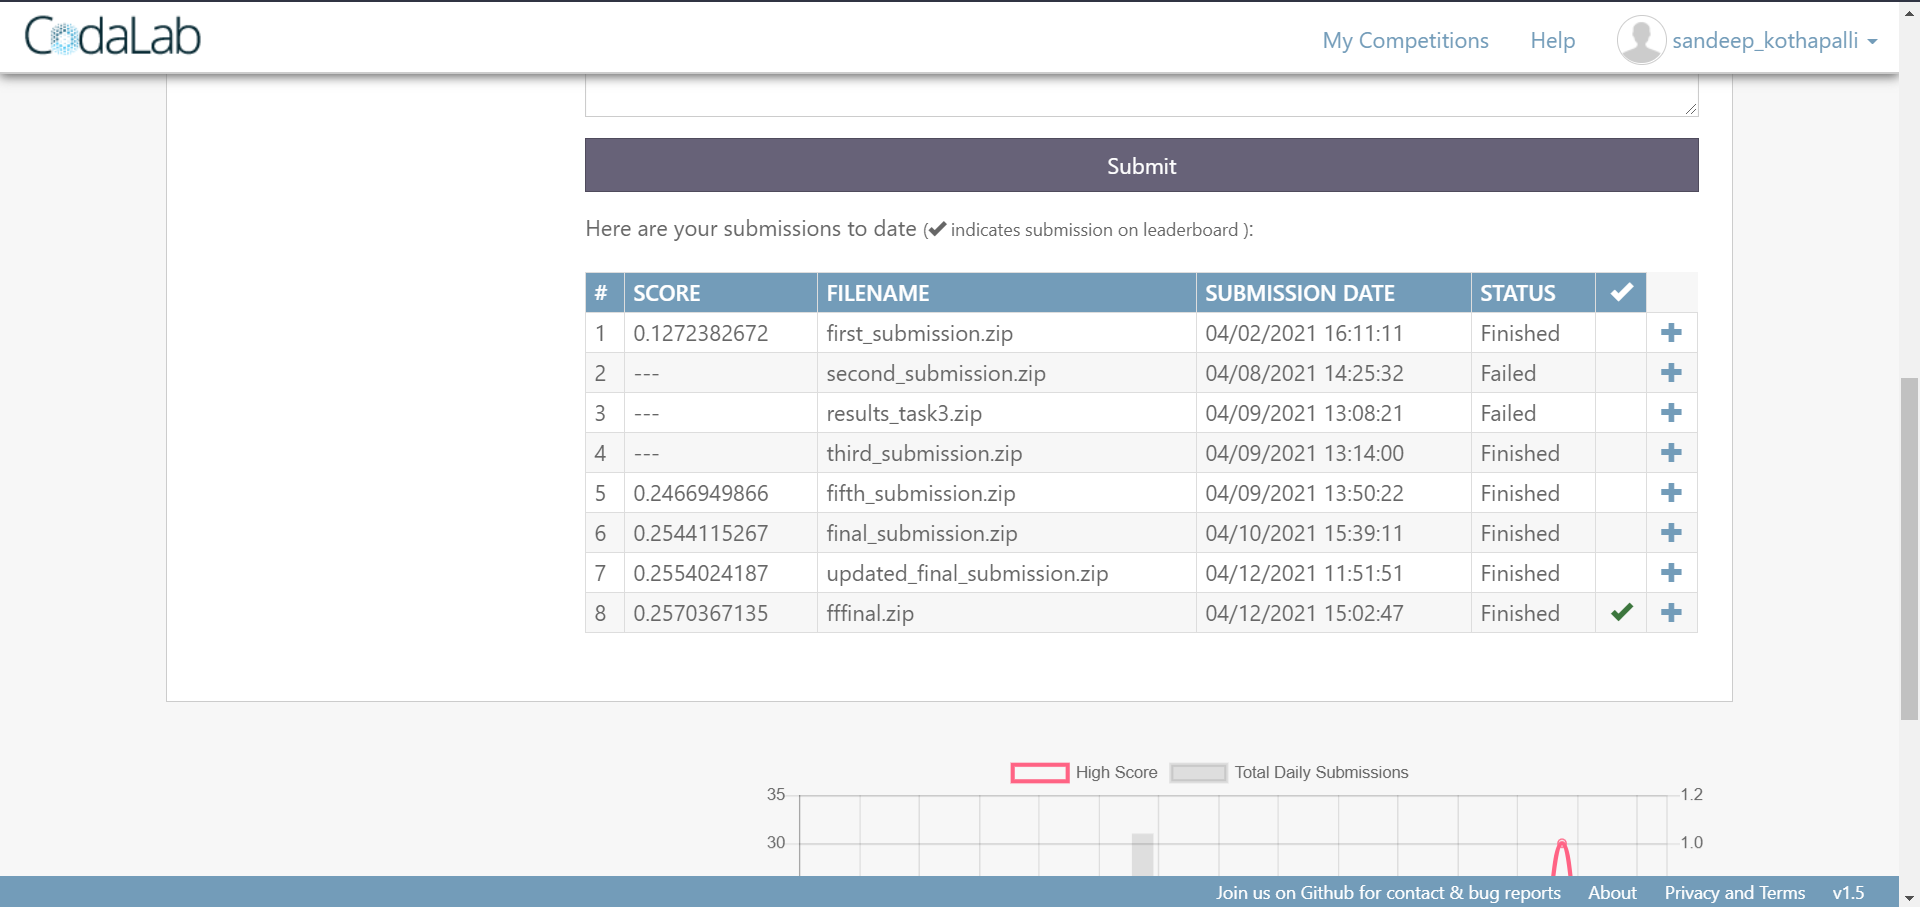 CodaLab My Competitions Help sandeep_kothapalli
Submit
Here are your submissions to date (✔ indicates submission on leaderboard ):
# SCORE FILENAME SUBMISSION DATE STATUS ✔
1 0.1272382672 first_submission.zip 04/02/2021 16:11:11 Finished
2 --- second_submission.zip 04/08/2021 14:25:32 Failed
3 --- results_task3.zip 04/09/2021 13:08:21 Failed
4 --- third_submission.zip 04/09/2021 13:14:00 Finished
5 0.2466949866 fifth_submission.zip 04/09/2021 13:50:22 Finished
6 0.2544115267 final_submission.zip 04/10/2021 15:39:11 Finished
7 0.2554024187 updated_final_submission.zip 04/12/2021 11:51:51 Finished
8 0.2570367135 fffinal.zip 04/12/2021 15:02:47 Finished ✔
High Score Total Daily Submissions
35 1.2
30 1.0
Join us on Github for contact & bug reports About Privacy and Terms v1.5